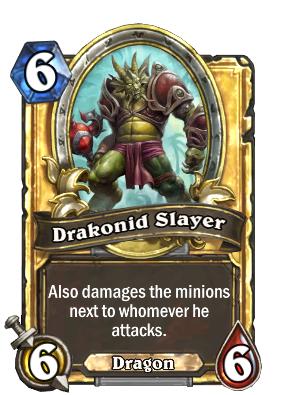 6
Drakonid Slayer
Also damages the minions
next to whomever he
attacks.
6
Dragon
6